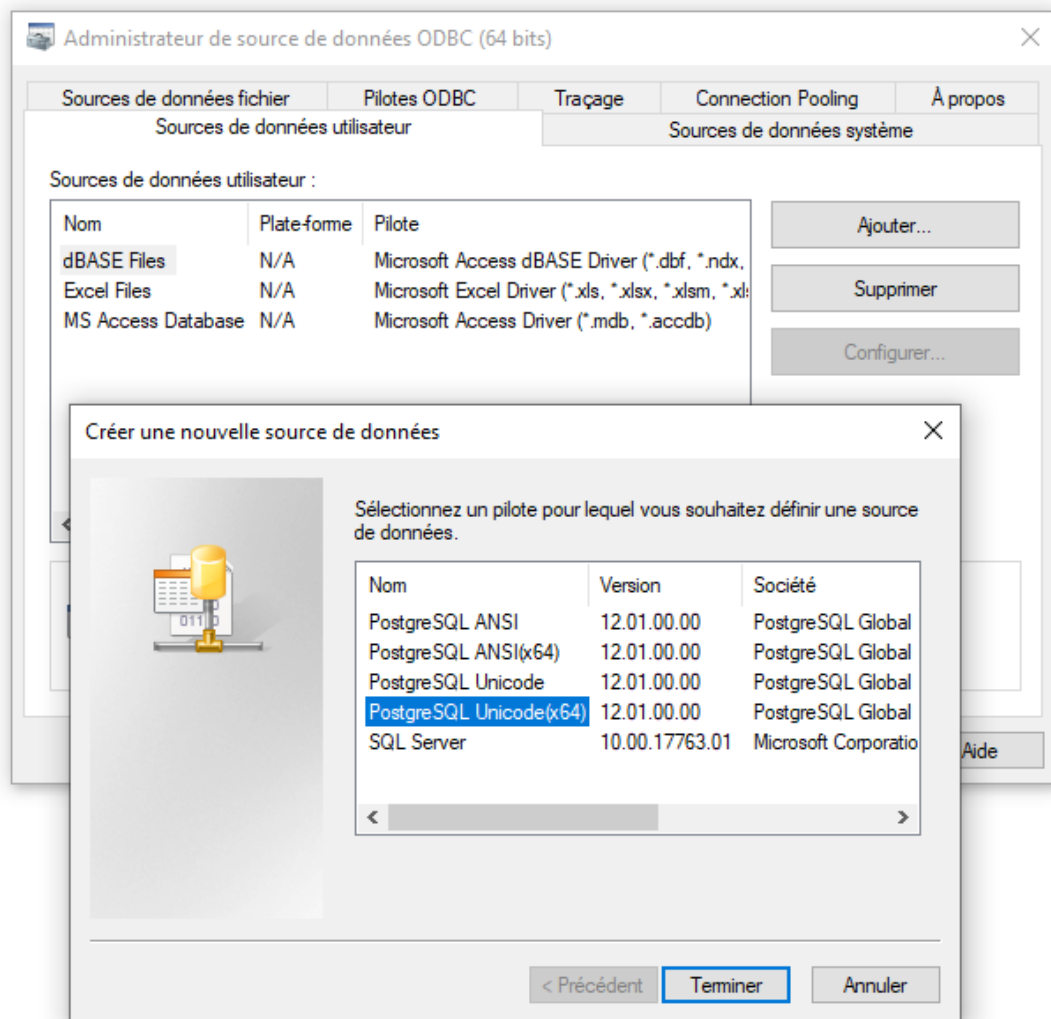 Administrateur de source de données ODBC (64 bits)
Sources de données fichier Pilotes ODBC Traçage Connection Pooling À propos
Sources de données utilisateur Sources de données système
Sources de données utilisateur :
Nom Plate-forme Pilote
dBASE Files N/A Microsoft Access dBASE Driver (*.dbf, *.ndx,
Excel Files N/A Microsoft Excel Driver (*.xls, *.xlsx, *.xlsm, *.xl
MS Access Database N/A Microsoft Access Driver (*.mdb, *.accdb)
Ajouter...
Supprimer
Configurer...
Créer une nouvelle source de données
Sélectionnez un pilote pour lequel vous souhaitez définir une source
de données.
Nom Version Société
PostgreSQL ANSI 12.01.00.00 PostgreSQL Global
PostgreSQL ANSI(x64) 12.01.00.00 PostgreSQL Global
PostgreSQL Unicode 12.01.00.00 PostgreSQL Global
PostgreSQL Unicode(x64) 12.01.00.00 PostgreSQL Global
SQL Server 10.00.17763.01 Microsoft Corporatio
Aide
< Précédent Terminer Annuler